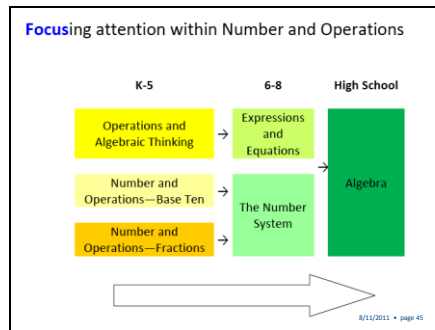 Focusing attention within Number and Operations
K-5
6-8
High School
Operations and
Algebraic Thinking
→
Expressions
and
Equations
→
Algebra
Number and
Operations—Base Ten
→
The Number
System
Number and
Operations—Fractions
→
8/11/2011 • page 45